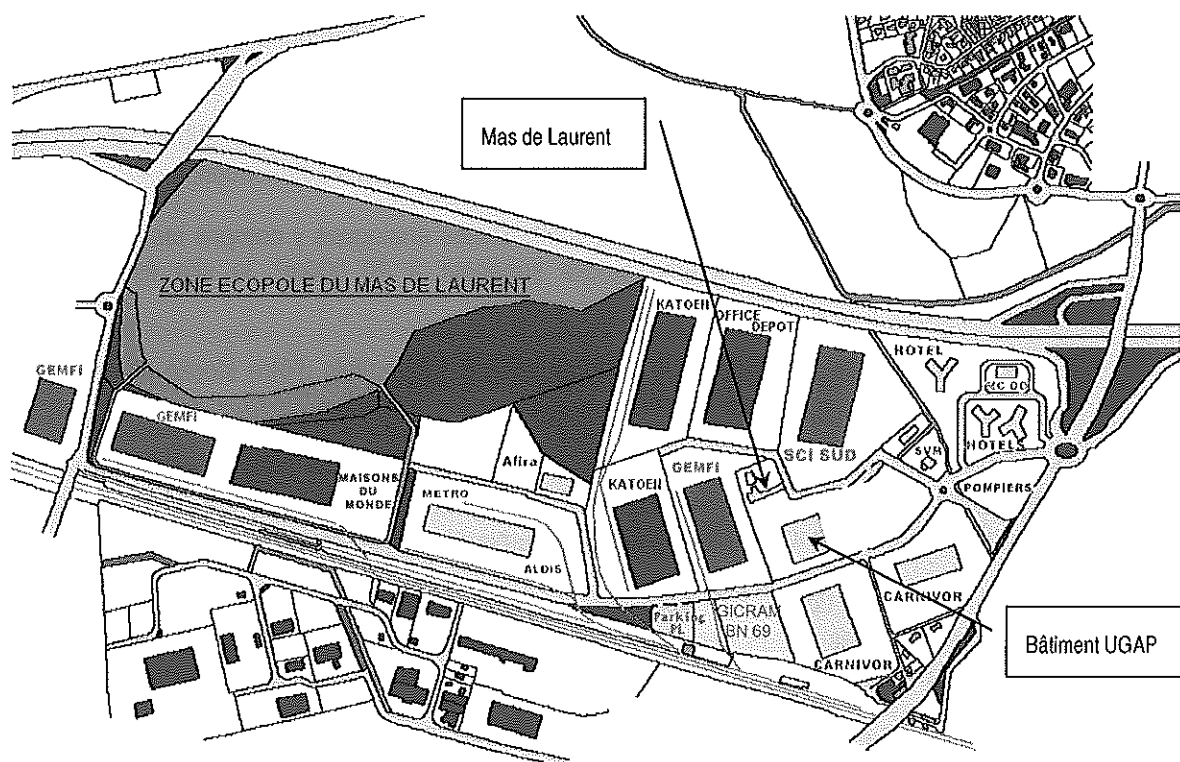 Mas de Laurent
ZONE ECOPOLE DU MAS DE LAURENT
KATOEN
OFFICE
DEPOT
HOTEL
GEMFI
GEMFI
HOTELS
SCI SUD
SVM
Afira
GEMFI
KATOEN
MAISONS
DU
MONDE
METRO
POMPIERS
ALDIS
CARNIVOR
Parking
PL
GICRAM
BN 69
CARNIVOR
Bâtiment UGAP